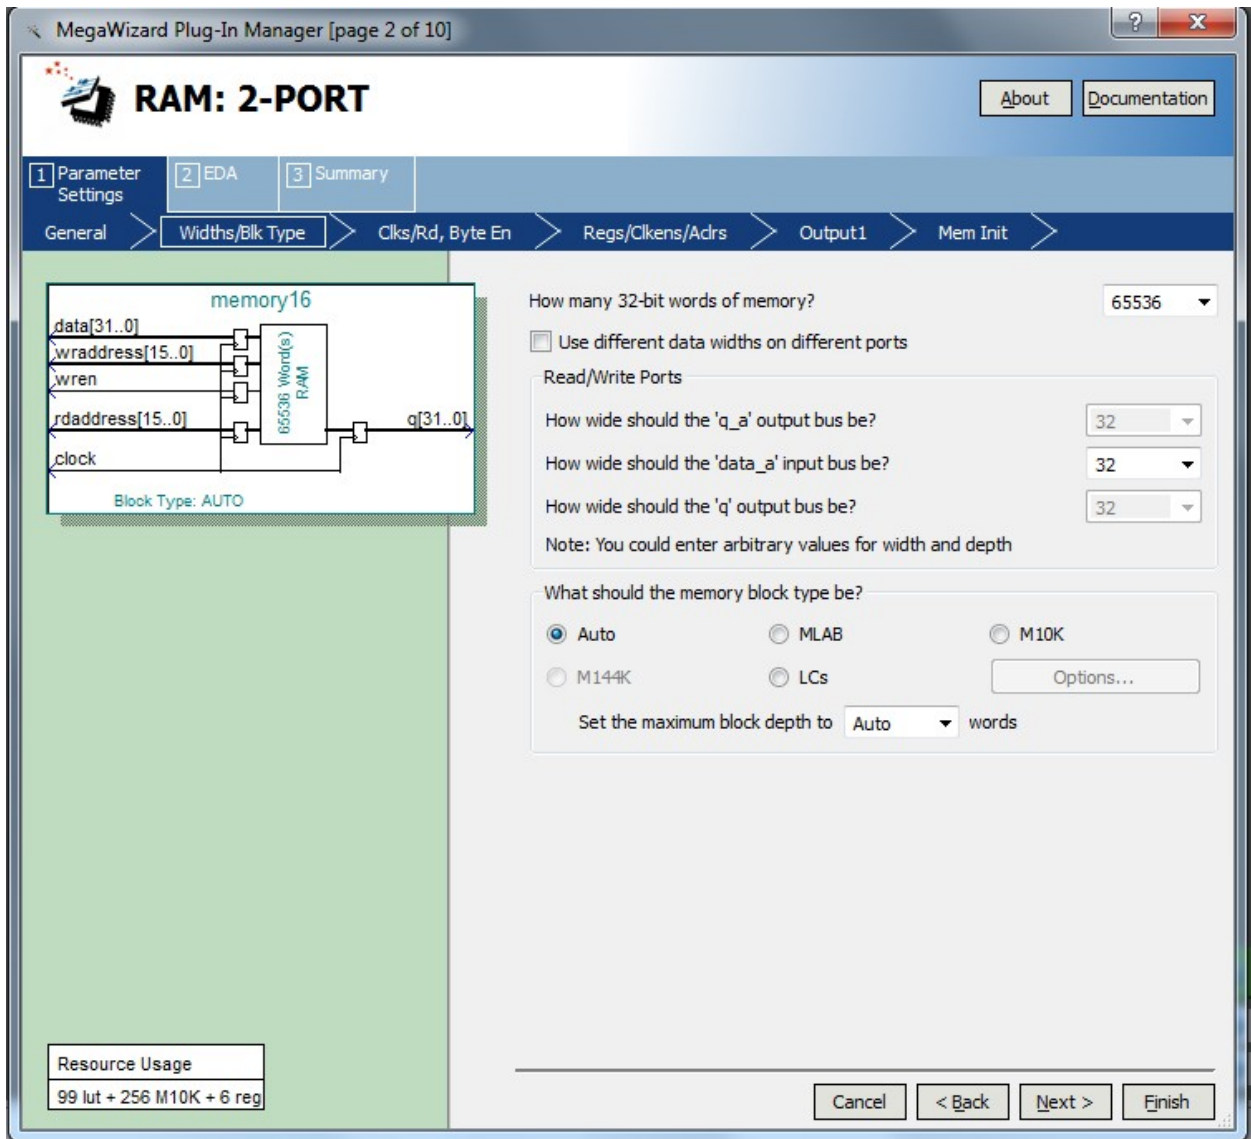 MegaWizard Plug-In Manager [page 2 of 10]
RAM: 2-PORT
About
Documentation
1 Parameter Settings
2 EDA
3 Summary
General
Widths/Blk Type
Clks/Rd, Byte En
Regs/Clkens/Aclrs
Output1
Mem Init
memory16
data[31..0]
wraddress[15..0]
wren
rdaddress[15..0]
clock
65536 Word(s)
RAM
q[31..0]
Block Type: AUTO
How many 32-bit words of memory?
65536
Use different data widths on different ports
Read/Write Ports
How wide should the 'q_a' output bus be?
32
How wide should the 'data_a' input bus be?
32
How wide should the 'q' output bus be?
32
Note: You could enter arbitrary values for width and depth
What should the memory block type be?
Auto
MLAB
M10K
M144K
LCs
Options...
Set the maximum block depth to
Auto
words
Resource Usage
99 lut + 256 M10K + 6 reg
Cancel
< Back
Next >
Finish